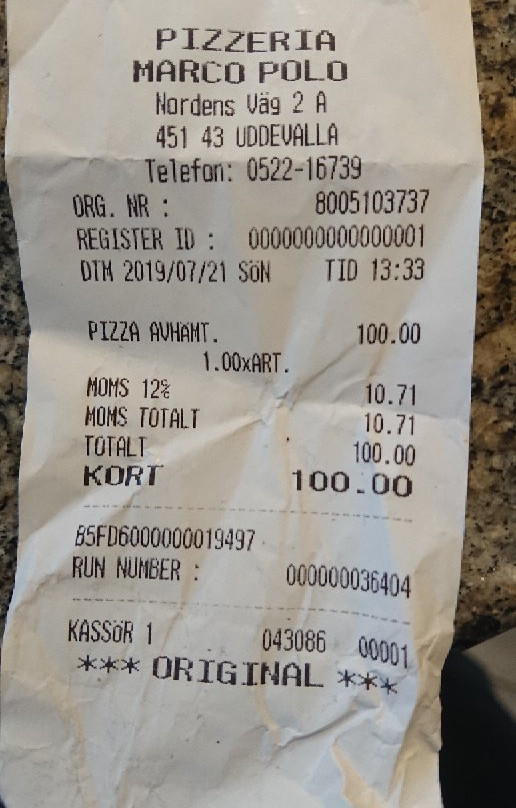 PIZZERIA
MARCO POLO
Nordens Väg 2 A
451 43 UDDEVALLA
Telefon: 0522-16739
ORG. NR : 8005103737
REGISTER ID : 0000000000000001
DTM 2019/07/21 SöN TID 13:33
PIZZA AVHAMT. 100.00
1.00xART.
MOMS 12% 10.71
MOMS TOTALT 10.71
TOTALT 100.00
KORT 100.00
B5FD6000000019497
RUN NUMBER : 000000036404
KASSöR 1 043086 00001
*** ORIGINAL ***